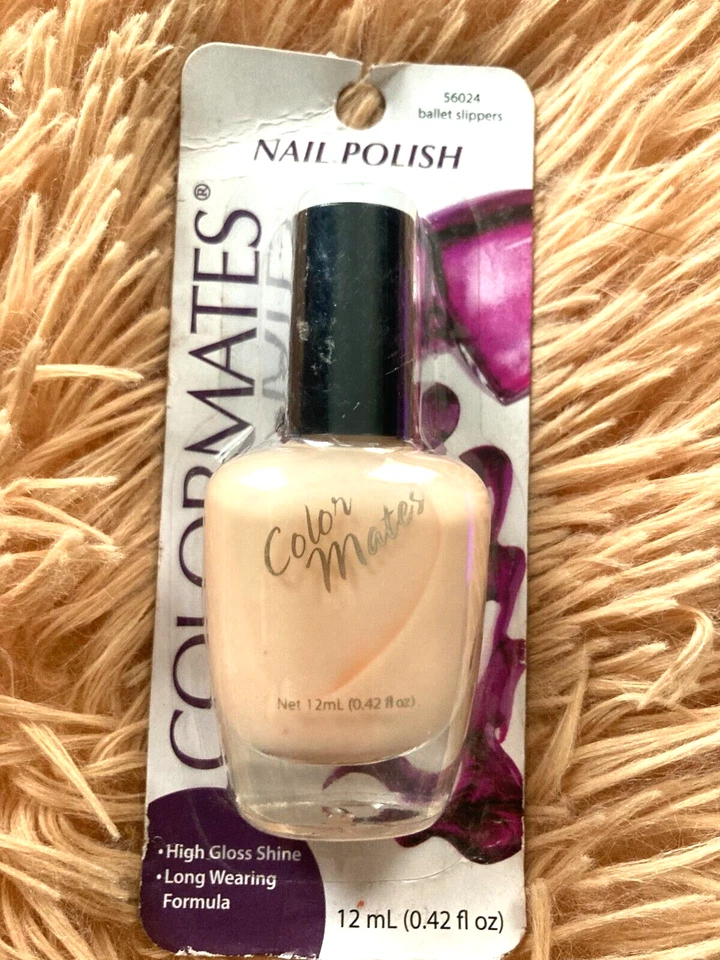 56024
ballet slippers
NAIL POLISH
COLORMATES®
Color
Mates
Net 12mL (0.42 fl oz)
•High Gloss Shine
•Long Wearing
Formula
12 mL (0.42 fl oz)